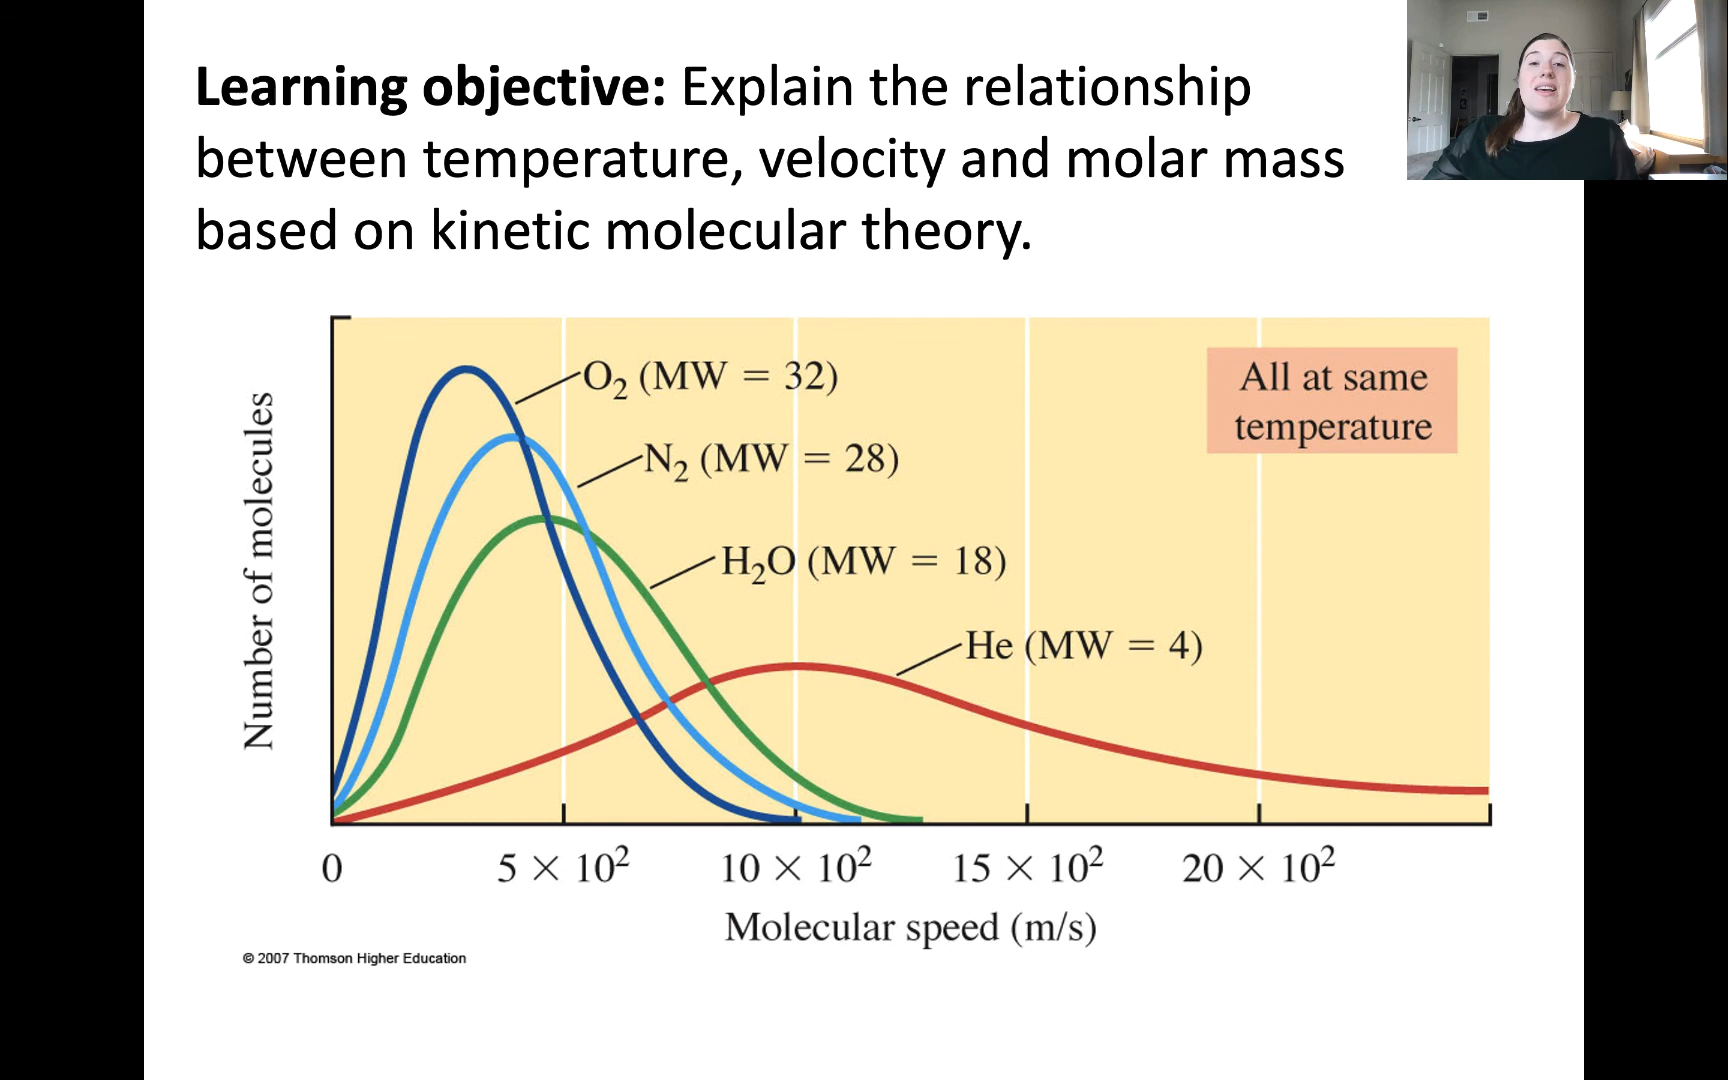 Learning objective: Explain the relationship
between temperature, velocity and molar mass
based on kinetic molecular theory.
Number of molecules
O₂ (MW = 32)
N₂ (MW = 28)
H₂O (MW = 18)
He (MW = 4)
All at same
temperature
0
5 × 10²
10 × 10²
15 × 10²
20 × 10²
Molecular speed (m/s)
© 2007 Thomson Higher Education